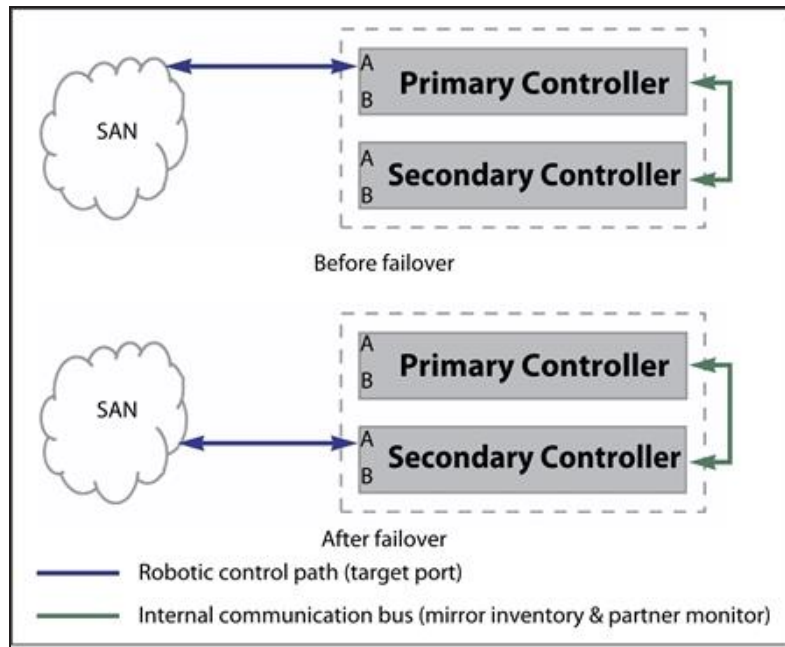 SAN
A
Primary Controller
B
A
Secondary Controller
B
Before failover
SAN
A
Primary Controller
B
A
Secondary Controller
B
After failover
Robotic control path (target port)
Internal communication bus (mirror inventory & partner monitor)